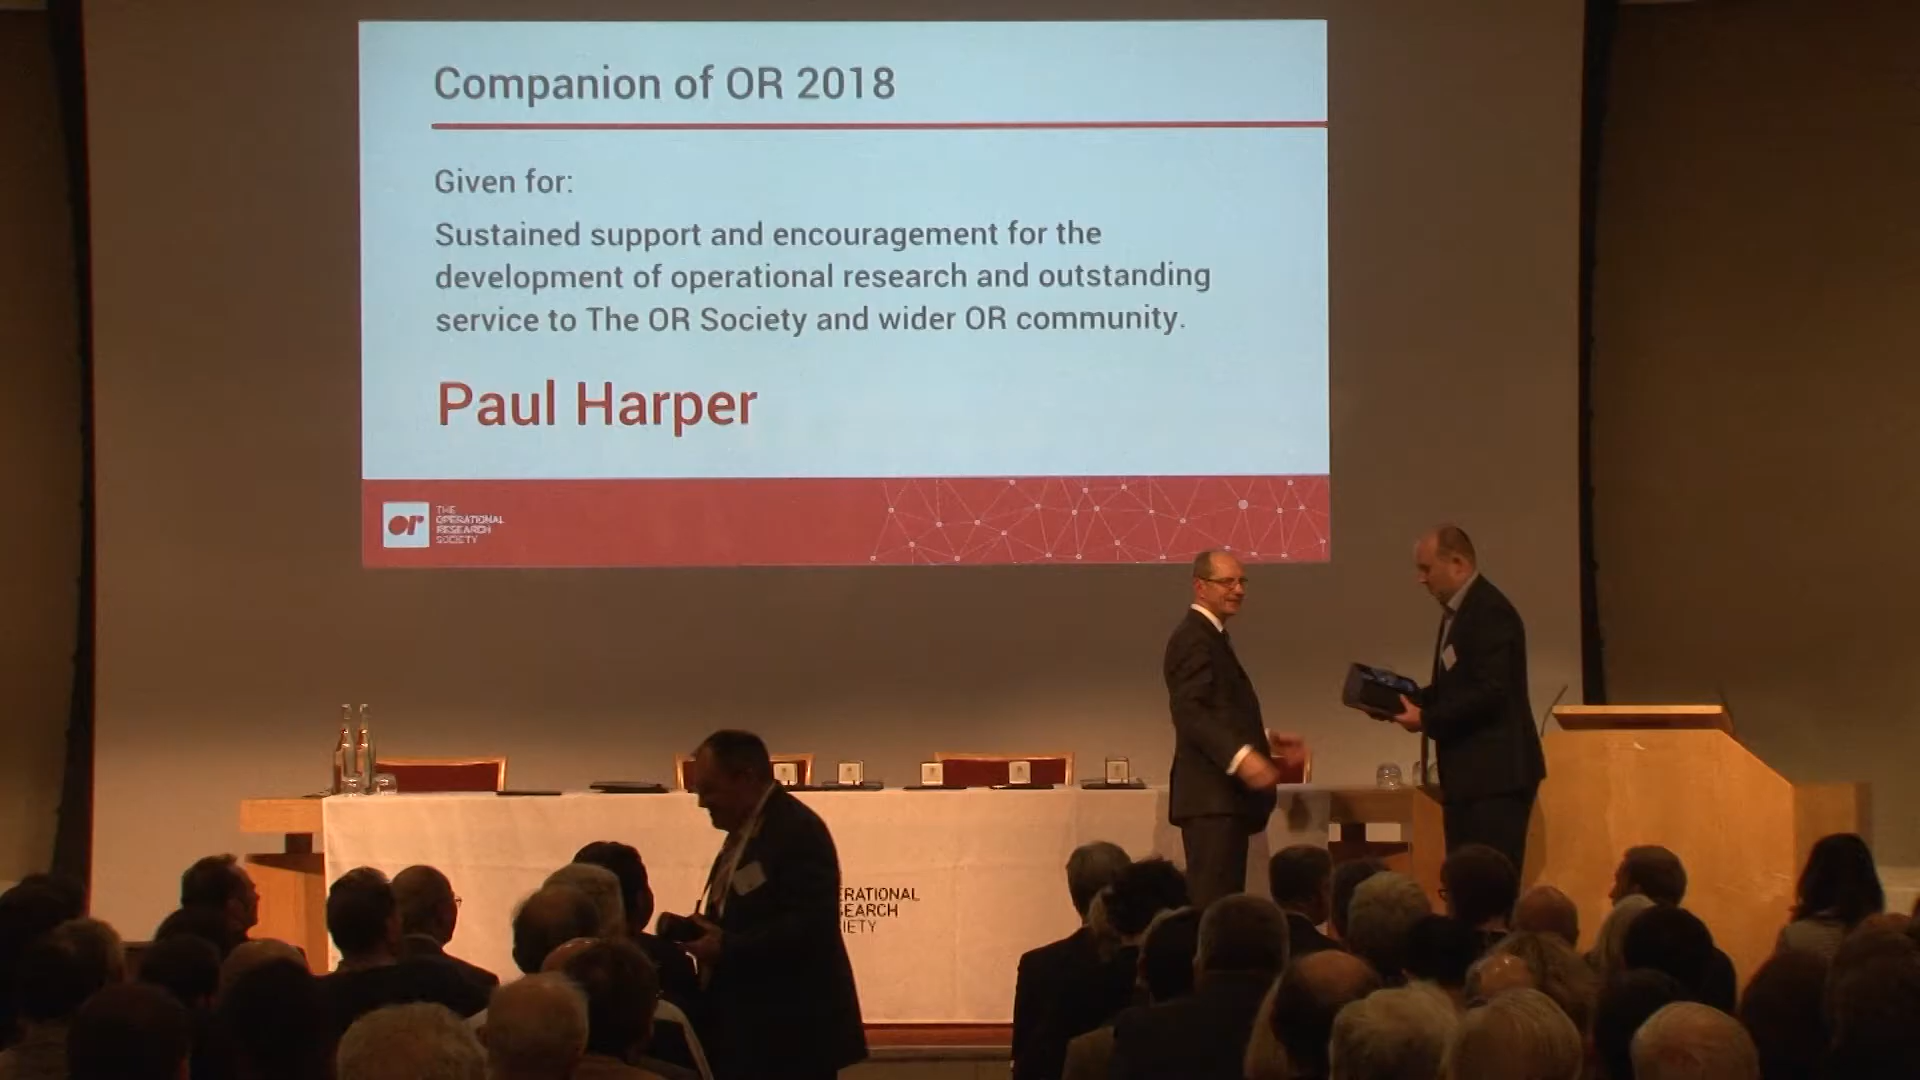 Companion of OR 2018
Given for:
Sustained support and encouragement for the
development of operational research and outstanding
service to The OR Society and wider OR community.
Paul Harper
or
THE
OPERATIONAL
RESEARCH
SOCIETY
ERATIONAL
SEARCH
IETY